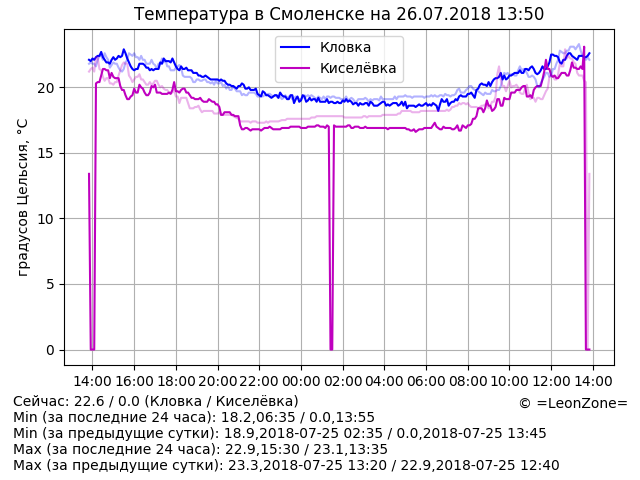 Температура в Смоленске на 26.07.2018 13:50
Кловка
Киселёвка
градусов Цельсия, °C
20
15
10
5
0
14:00 16:00 18:00 20:00 22:00 00:00 02:00 04:00 06:00 08:00 10:00 12:00 14:00
Сейчас: 22.6 / 0.0 (Кловка / Киселёвка)
© =LeonZone=
Min (за последние 24 часа): 18.2,06:35 / 0.0,13:55
Min (за предыдущие сутки): 18.9,2018-07-25 02:35 / 0.0,2018-07-25 13:45
Max (за последние 24 часа): 22.9,15:30 / 23.1,13:35
Max (за предыдущие сутки): 23.3,2018-07-25 13:20 / 22.9,2018-07-25 12:40